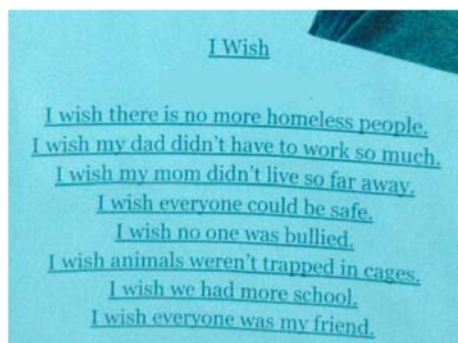 I Wish
I wish there is no more homeless people.
I wish my dad didn't have to work so much.
I wish my mom didn't live so far away.
I wish everyone could be safe.
I wish no one was bullied.
I wish animals weren't trapped in cages.
I wish we had more school.
I wish everyone was my friend.